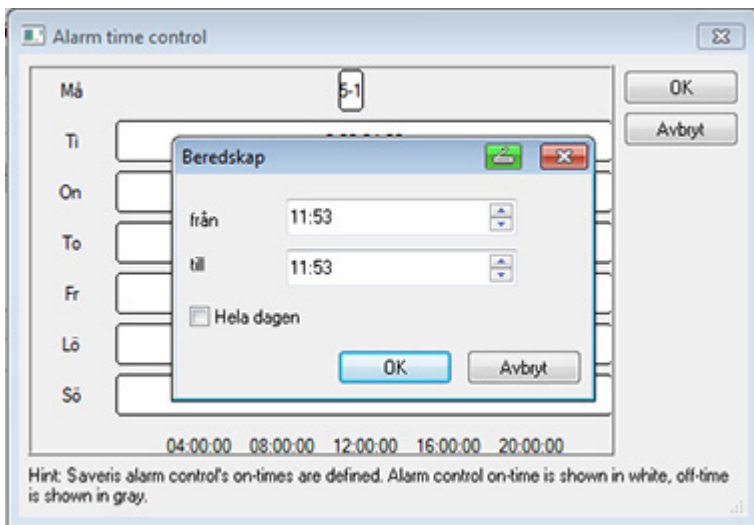 Alarm time control
Må
5-1
OK
Ti
Avbryt
Beredskap
On
från
11:53
To
till
11:53
Fr
Hela dagen
Lö
OK
Avbryt
Sö
04:00:00 08:00:00 12:00:00 16:00:00 20:00:00
Hint: Saveris alarm control's on-times are defined. Alarm control on-time is shown in white, off-time
is shown in gray.